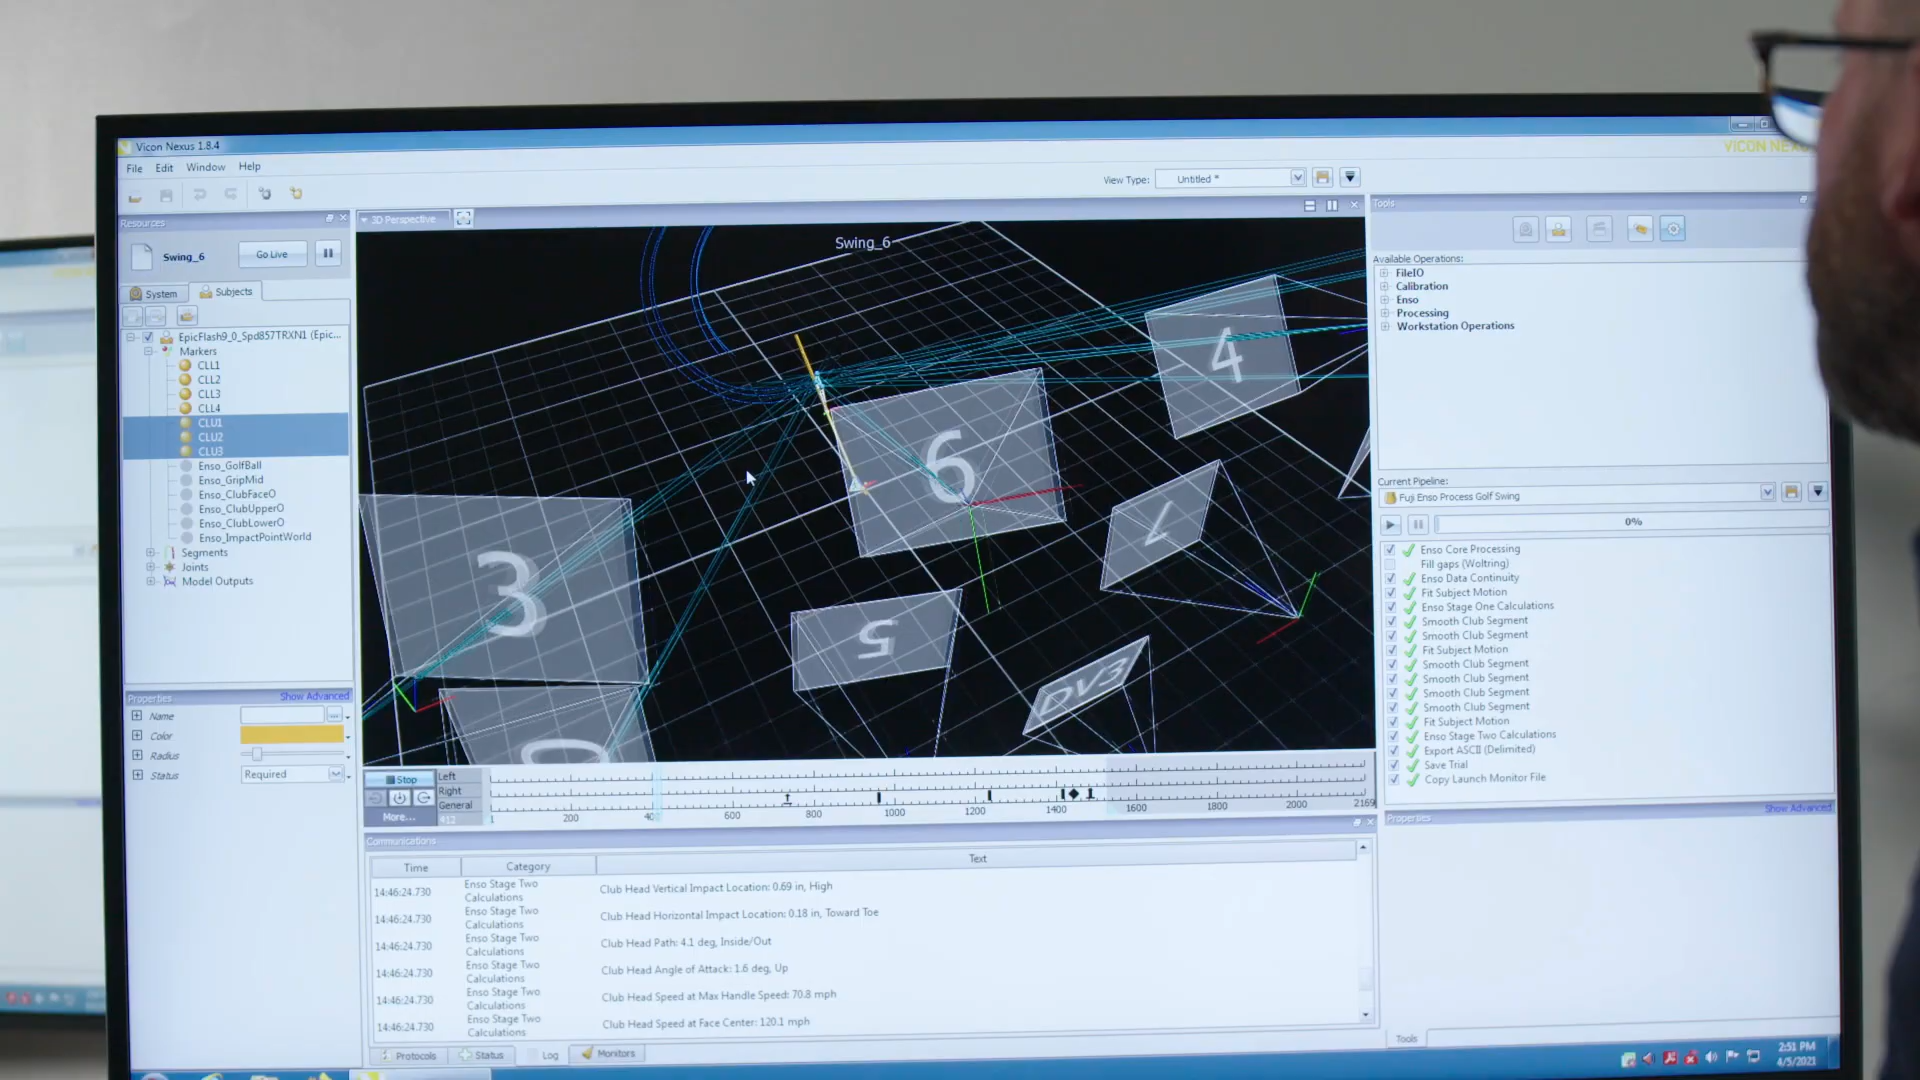 Vicon Nexus 1.8.4
File Edit Window Help
View Type: Untitled *
Resources
Swing_6
Go Live
System
Subjects
EpicFlash9_0_Spd857TRXN1 (Epic...
Markers
CLL1
CLL2
CLL3
CLL4
CLU1
CLU2
CLU3
Enso_GolfBall
Enso_GripMid
Enso_ClubFaceO
Enso_ClubUpperO
Enso_ClubLowerO
Enso_ImpactPointWorld
Segments
Joints
Model Outputs
Properties
Show Advanced
Name
Color
Radius
Status
Required
3D Perspective
Swing_6
4
6
7
3
5
DV3
Stop
More...
Left
Right
General
412
1 200 400 600 800 1000 1200 1400 1600 1800 2000 2169
Communications
Time Category Text
14:46:24.730 Enso Stage Two Calculations Club Head Vertical Impact Location: 0.69 in, High
14:46:24.730 Enso Stage Two Calculations Club Head Horizontal Impact Location: 0.18 in, Toward Toe
14:46:24.730 Enso Stage Two Calculations Club Head Path: 4.1 deg, Inside/Out
14:46:24.730 Enso Stage Two Calculations Club Head Angle of Attack: 1.6 deg, Up
14:46:24.730 Enso Stage Two Calculations Club Head Speed at Max Handle Speed: 70.8 mph
14:46:24.730 Enso Stage Two Calculations Club Head Speed at Face Center: 120.1 mph
Protocols
Status
Log
Monitors
Tools
Available Operations:
FileIO
Calibration
Enso
Processing
Workstation Operations
Current Pipeline:
Fuji Enso Process Golf Swing
0%
Enso Core Processing
Fill gaps (Woltring)
Enso Data Continuity
Fit Subject Motion
Enso Stage One Calculations
Smooth Club Segment
Smooth Club Segment
Fit Subject Motion
Smooth Club Segment
Smooth Club Segment
Smooth Club Segment
Smooth Club Segment
Fit Subject Motion
Enso Stage Two Calculations
Export ASCII (Delimited)
Save Trial
Copy Launch Monitor File
Show Advanced
Properties
Tools
2:51 PM
4/5/2021